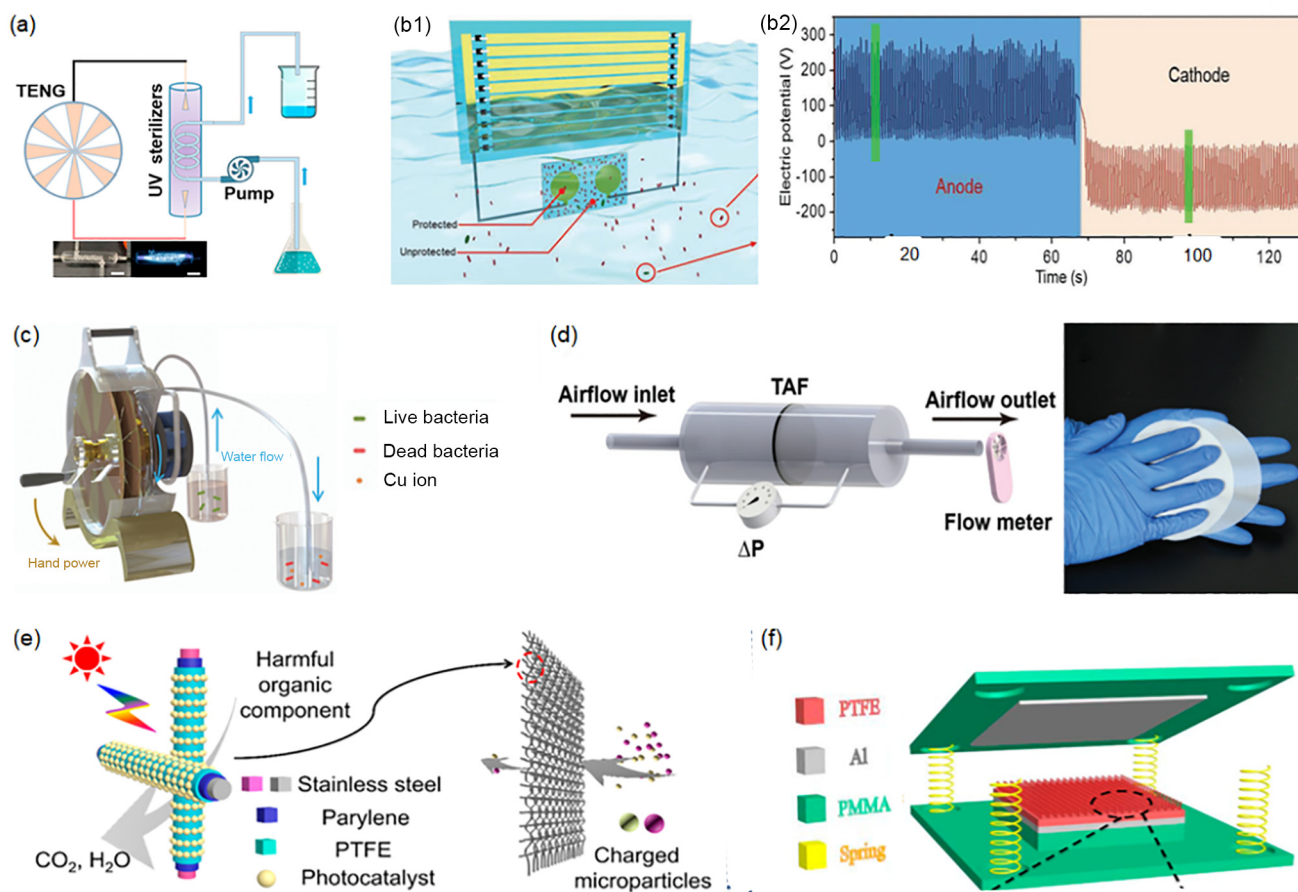 (a)
TENG
UV sterilizers
Pump
(b1)
Protected
Unprotected
(b2)
Electric potential (V)
300
200
100
0
-100
-200
Anode
Cathode
20
40
60
80
100
120
Time (s)
(c)
Hand power
Water flow
Live bacteria
Dead bacteria
Cu ion
(d)
Airflow inlet
TAF
Airflow outlet
ΔP
Flow meter
(e)
Harmful
organic
component
Stainless steel
Parylene
PTFE
Photocatalyst
CO₂, H₂O
Charged
microparticles
(f)
PTFE
Al
PMMA
Spring